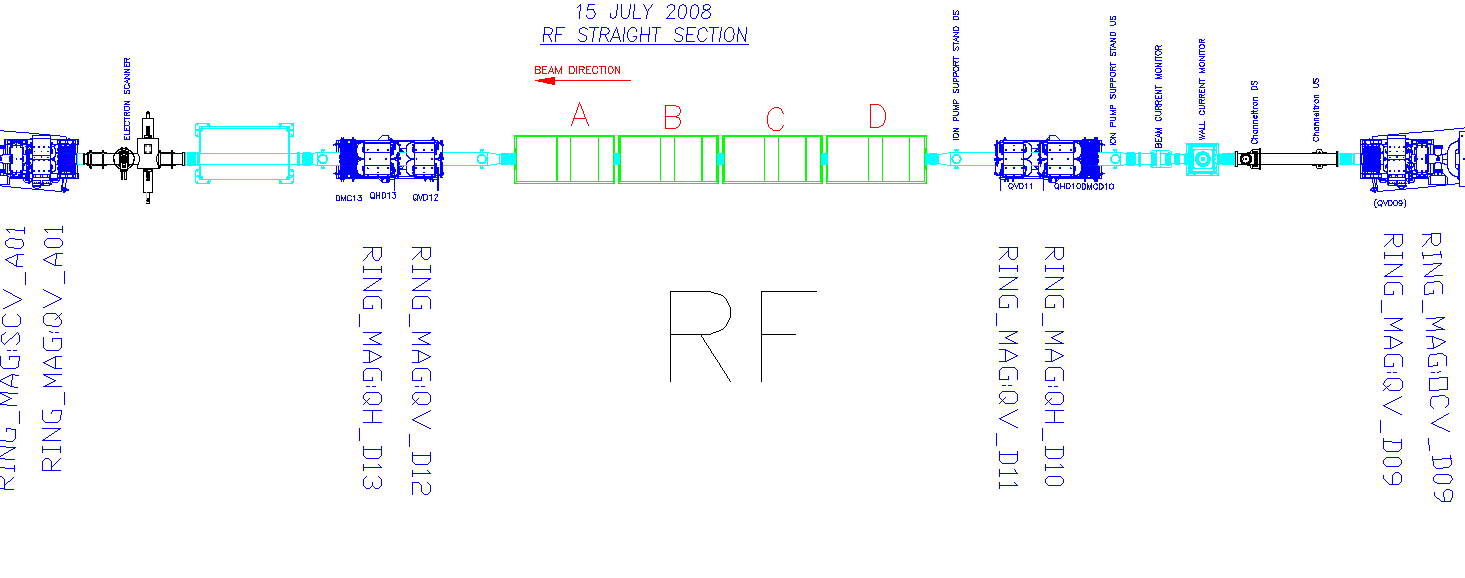 15 JULY 2008
RF STRAIGHT SECTION
BEAM DIRECTION
A
B
C
D
ELECTRON SCANNER
ION PUMP SUPPORT STAND DS
ION PUMP SUPPORT STAND US
BEAM CURRENT MONITOR
WALL CURRENT MONITOR
Channeltron DS
Channeltron US
DMC13
QHD13
QVD12
QVD11
QHD10
DMCD10
(QVD09)
RING_MAG:SCV_A01
RING_MAG:QV_A01
RING_MAG:QH_D13
RING_MAG:QV_D12
RING_MAG:QV_D11
RING_MAG:QH_D10
RING_MAG:QV_D09
RING_MAG:DCV_D09
RF